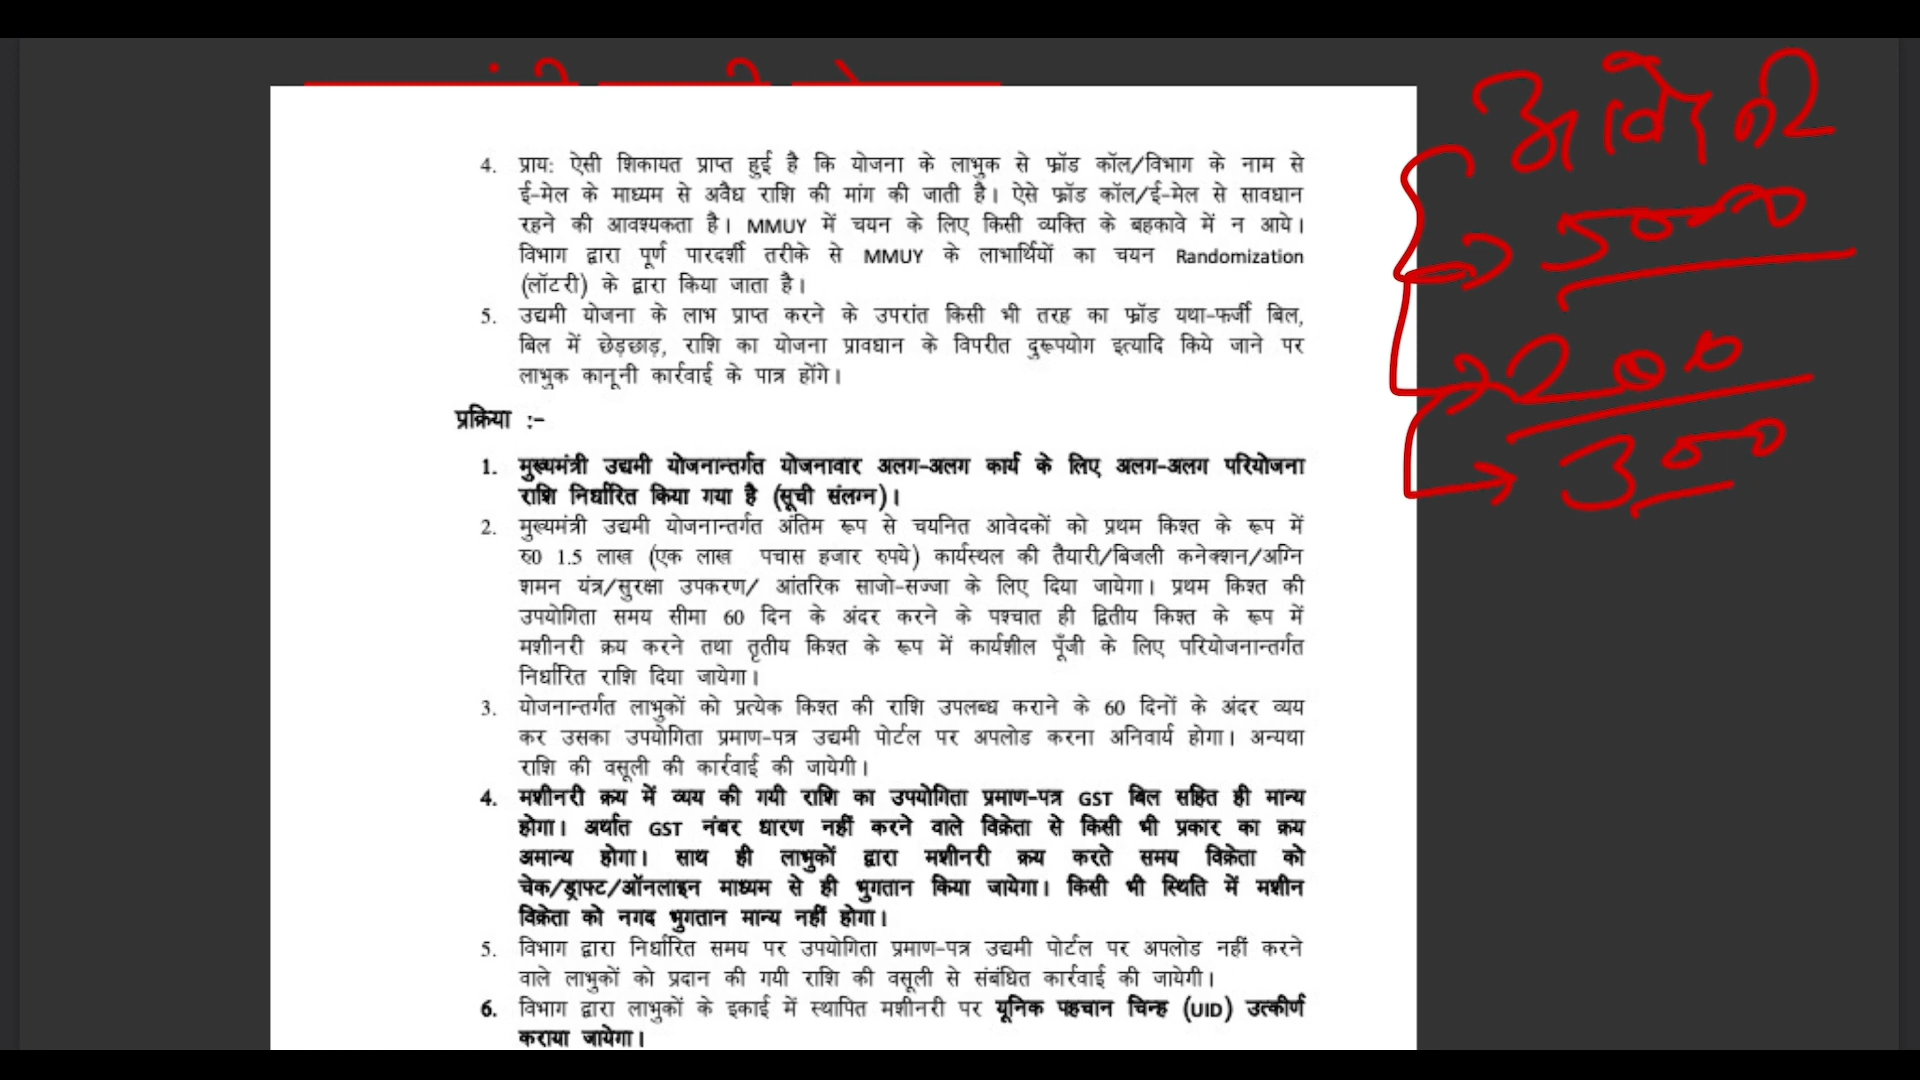 4. प्राय: ऐसी शिकायत प्राप्त हुई है कि योजना के लाभुक से फ्रॉड कॉल/विभाग के नाम से
ई-मेल के माध्यम से अवैध राशि की मांग की जाती है। ऐसे फ्रॉड कॉल/ई-मेल से सावधान
रहने की आवश्यकता है। MMUY में चयन के लिए किसी व्यक्ति के बहकावे में न आये।
विभाग द्वारा पूर्ण पारदर्शी तरीके से MMUY के लाभार्थियों का चयन Randomization
(लॉटरी) के द्वारा किया जाता है।
5. उद्यमी योजना के लाभ प्राप्त करने के उपरांत किसी भी तरह का फ्रॉड यथा-फर्जी बिल,
बिल में छेड़छाड़, राशि का योजना प्रावधान के विपरीत दुरूपयोग इत्यादि किये जाने पर
लाभुक कानूनी कार्रवाई के पात्र होंगे।
प्रक्रिया :-
1. मुख्यमंत्री उद्यमी योजनान्तर्गत योजनावार अलग-अलग कार्य के लिए अलग-अलग परियोजना
राशि निर्धारित किया गया है (सूची संलग्न)।
2. मुख्यमंत्री उद्यमी योजनान्तर्गत अंतिम रूप से चयनित आवेदकों को प्रथम किश्त के रूप में
रु0 1.5 लाख (एक लाख पचास हजार रुपये) कार्यस्थल की तैयारी/बिजली कनेक्शन/अग्नि
शमन यंत्र/सुरक्षा उपकरण/ आंतरिक साजो-सज्जा के लिए दिया जायेगा। प्रथम किश्त की
उपयोगिता समय सीमा 60 दिन के अंदर करने के पश्चात ही द्वितीय किश्त के रूप में
मशीनरी क्रय करने तथा तृतीय किश्त के रूप में कार्यशील पूँजी के लिए परियोजनान्तर्गत
निर्धारित राशि दिया जायेगा।
3. योजनान्तर्गत लाभुकों को प्रत्येक किश्त की राशि उपलब्ध कराने के 60 दिनों के अंदर व्यय
कर उसका उपयोगिता प्रमाण-पत्र उद्यमी पोर्टल पर अपलोड करना अनिवार्य होगा। अन्यथा
राशि की वसूली की कार्रवाई की जायेगी।
4. मशीनरी क्रय में व्यय की गयी राशि का उपयोगिता प्रमाण-पत्र GST बिल सहित ही मान्य
होगा। अर्थात GST नंबर धारण नहीं करने वाले विक्रेता से किसी भी प्रकार का क्रय
अमान्य होगा। साथ ही लाभुकों द्वारा मशीनरी क्रय करते समय विक्रेता को
चेक/ड्राफ्ट/ऑनलाइन माध्यम से ही भुगतान किया जायेगा। किसी भी स्थिति में मशीन
विक्रेता को नगद भुगतान मान्य नहीं होगा।
5. विभाग द्वारा निर्धारित समय पर उपयोगिता प्रमाण-पत्र उद्यमी पोर्टल पर अपलोड नहीं करने
वाले लाभुकों को प्रदान की गयी राशि की वसूली से संबंधित कार्रवाई की जायेगी।
6. विभाग द्वारा लाभुकों के इकाई में स्थापित मशीनरी पर यूनिक पहचान चिन्ह (UID) उत्कीर्ण
कराया जायेगा।
5000
200
300